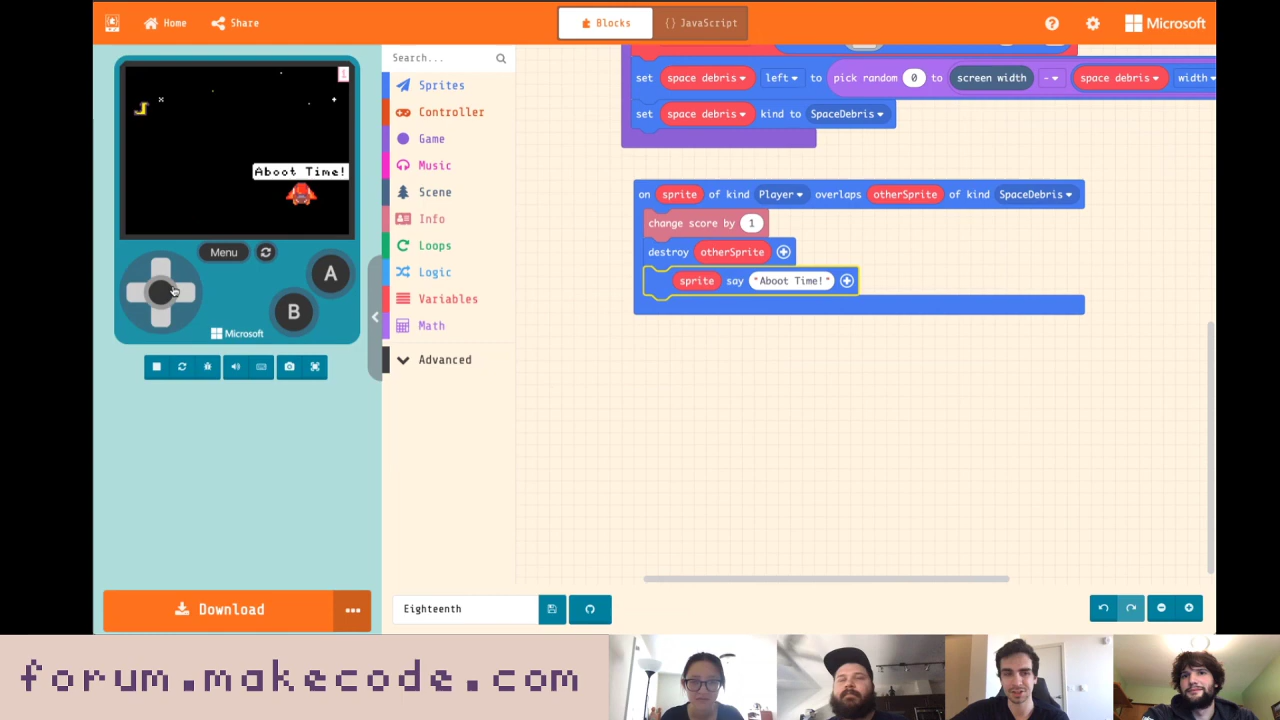 Home
Share
Blocks
{} JavaScript
Microsoft
1
Aboot Time!
Menu
A
B
Microsoft
Search...
Sprites
Controller
Game
Music
Scene
Info
Loops
Logic
Variables
Math
Advanced
set space debris left to pick random 0 to screen width - space debris width
set space debris kind to SpaceDebris
on sprite of kind Player overlaps otherSprite of kind SpaceDebris
change score by 1
destroy otherSprite
sprite say "Aboot Time!"
Download
Eighteenth
forum.makecode.com